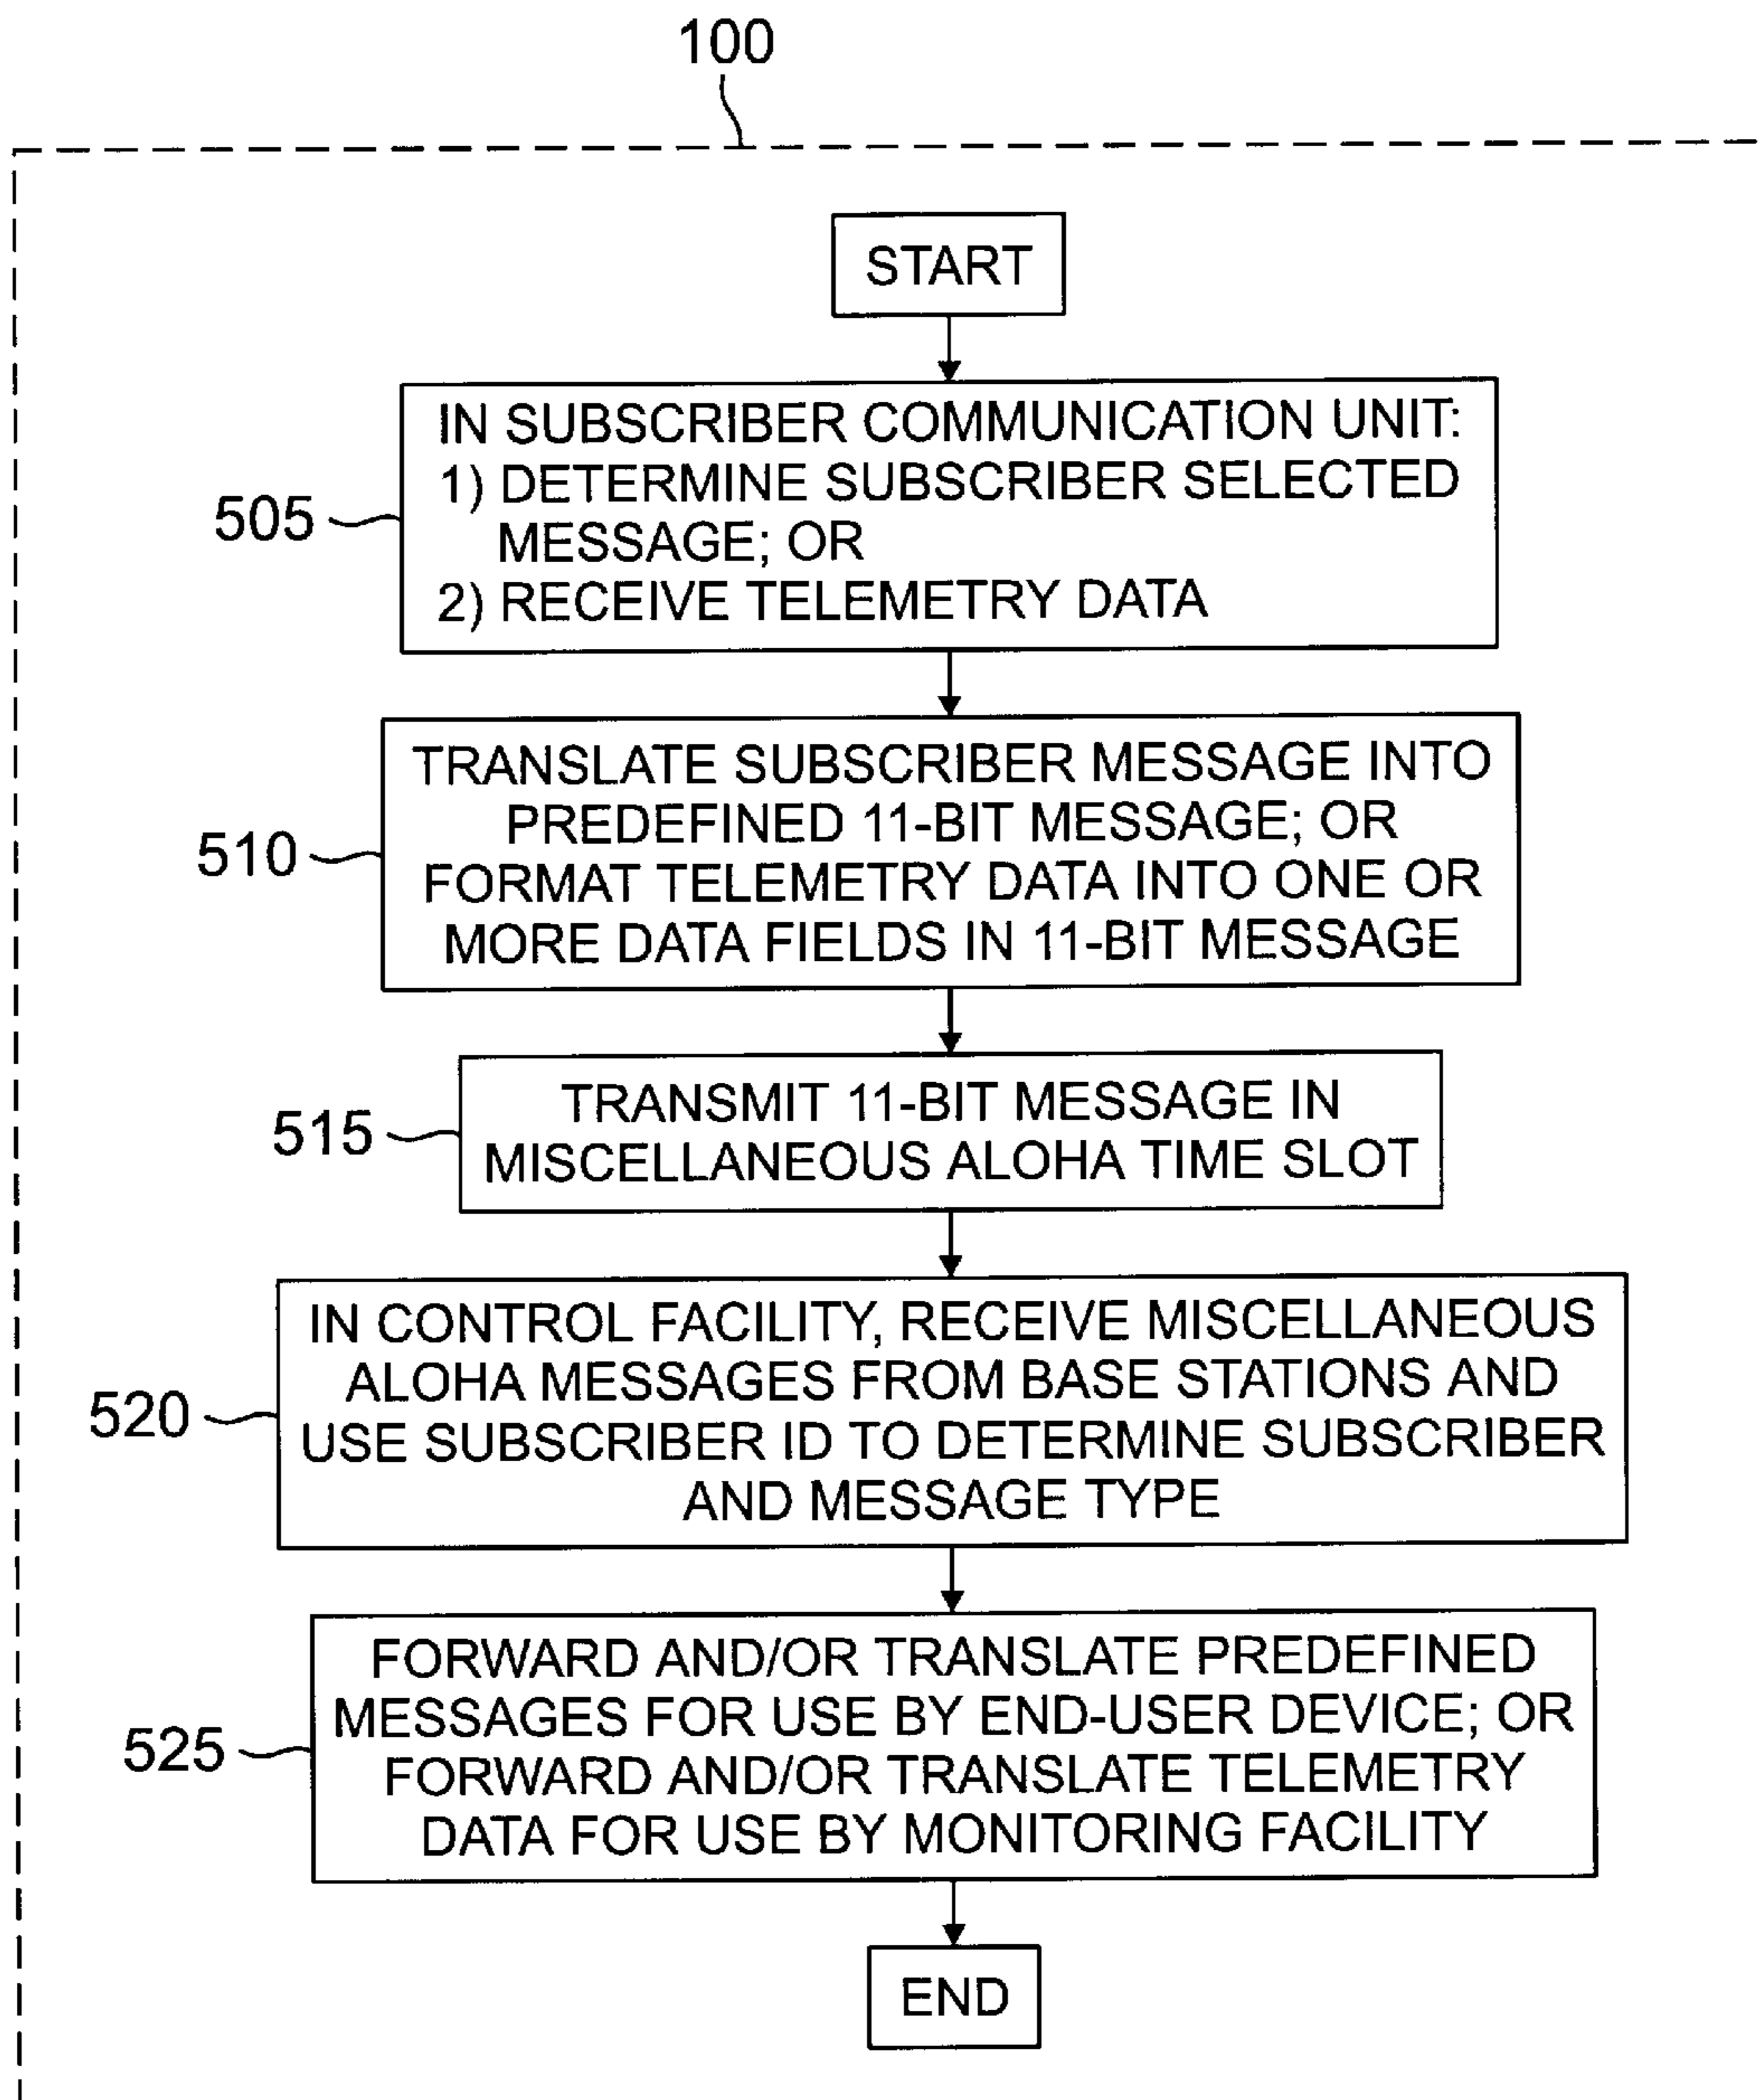 100
START
505
IN SUBSCRIBER COMMUNICATION UNIT:
1) DETERMINE SUBSCRIBER SELECTED
MESSAGE; OR
2) RECEIVE TELEMETRY DATA
510
TRANSLATE SUBSCRIBER MESSAGE INTO
PREDEFINED 11-BIT MESSAGE; OR
FORMAT TELEMETRY DATA INTO ONE OR
MORE DATA FIELDS IN 11-BIT MESSAGE
515
TRANSMIT 11-BIT MESSAGE IN
MISCELLANEOUS ALOHA TIME SLOT
520
IN CONTROL FACILITY, RECEIVE MISCELLANEOUS
ALOHA MESSAGES FROM BASE STATIONS AND
USE SUBSCRIBER ID TO DETERMINE SUBSCRIBER
AND MESSAGE TYPE
525
FORWARD AND/OR TRANSLATE PREDEFINED
MESSAGES FOR USE BY END-USER DEVICE; OR
FORWARD AND/OR TRANSLATE TELEMETRY
DATA FOR USE BY MONITORING FACILITY
END